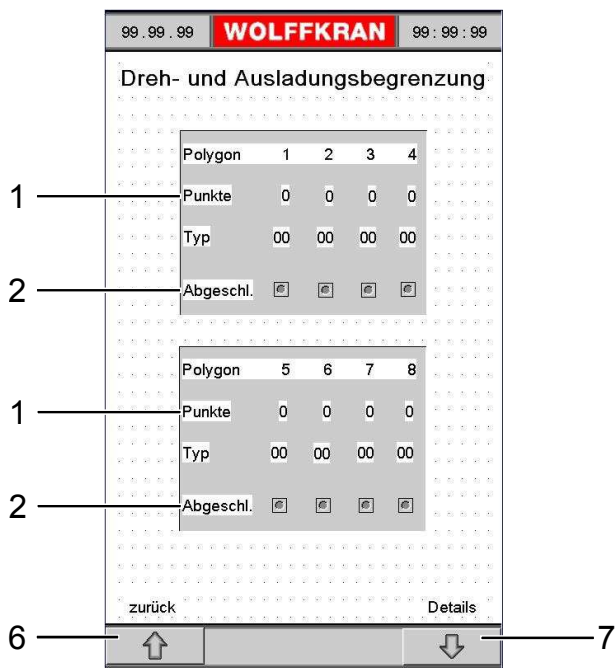 99.99.99 WOLFFKRAN 99:99:99
Dreh- und Ausladungsbegrenzung
Polygon 1 2 3 4
1 Punkte 0 0 0 0
Typ 00 00 00 00
2 Abgeschl.
Polygon 5 6 7 8
1 Punkte 0 0 0 0
Typ 00 00 00 00
2 Abgeschl.
zurück Details
6 7